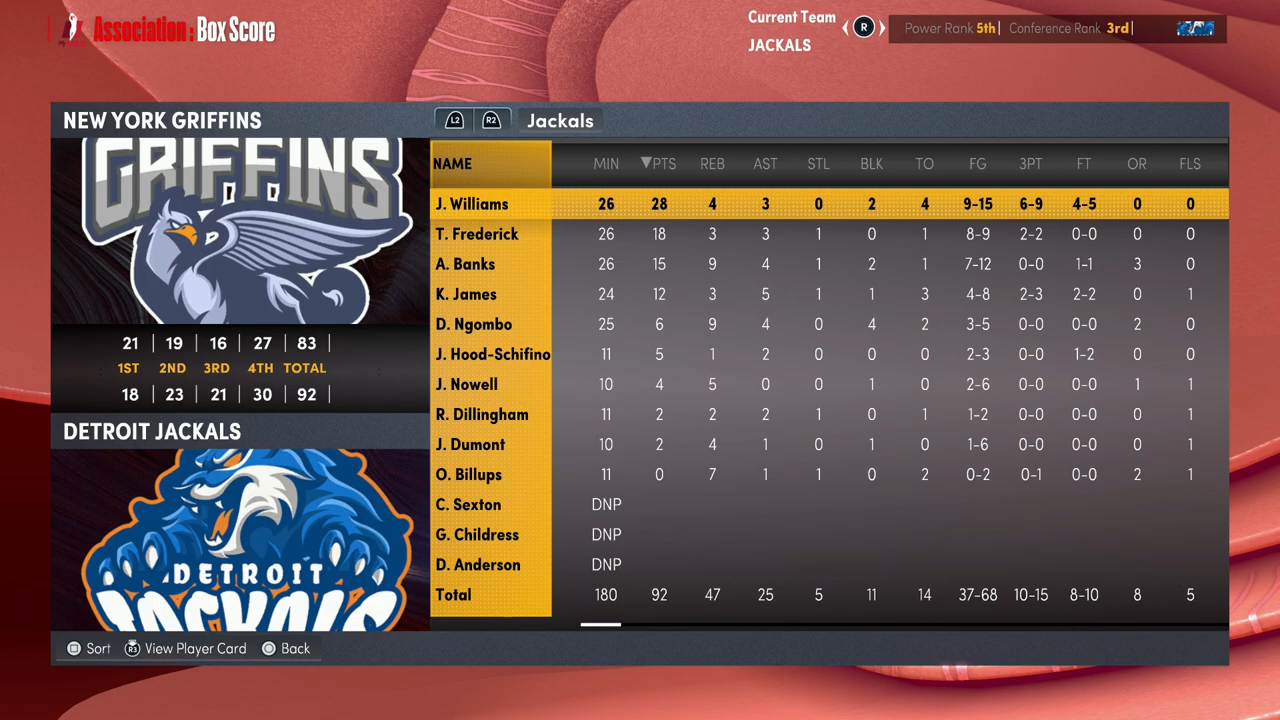 Association: Box Score
Current Team
JACKALS
R
Power Rank 5th| Conference Rank 3rd|
NEW YORK GRIFFINS
GRIFFINS
21 | 19 | 16 | 27 | 83 |
1ST 2ND 3RD 4TH TOTAL
18 | 23 | 21 | 30 | 92 |
DETROIT JACKALS
DETROIT
JACKALS
L2 R2 Jackals
NAME MIN ▼PTS REB AST STL BLK TO FG 3PT FT OR FLS
J. Williams 26 28 4 3 0 2 4 9-15 6-9 4-5 0 0
T. Frederick 26 18 3 3 1 0 1 8-9 2-2 0-0 0 0
A. Banks 26 15 9 4 1 2 1 7-12 0-0 1-1 3 0
K. James 24 12 3 5 1 1 3 4-8 2-3 2-2 0 1
D. Ngombo 25 6 9 4 0 4 2 3-5 0-0 0-0 2 0
J. Hood-Schifino 11 5 1 2 0 0 0 2-3 0-0 1-2 0 0
J. Nowell 10 4 5 0 0 1 0 2-6 0-0 0-0 1 1
R. Dillingham 11 2 2 2 1 0 1 1-2 0-0 0-0 0 1
J. Dumont 10 2 4 1 0 1 0 1-6 0-0 0-0 0 1
O. Billups 11 0 7 1 1 0 2 0-2 0-1 0-0 2 1
C. Sexton DNP
G. Childress DNP
D. Anderson DNP
Total 180 92 47 25 5 11 14 37-68 10-15 8-10 8 5
Sort R3 View Player Card Back